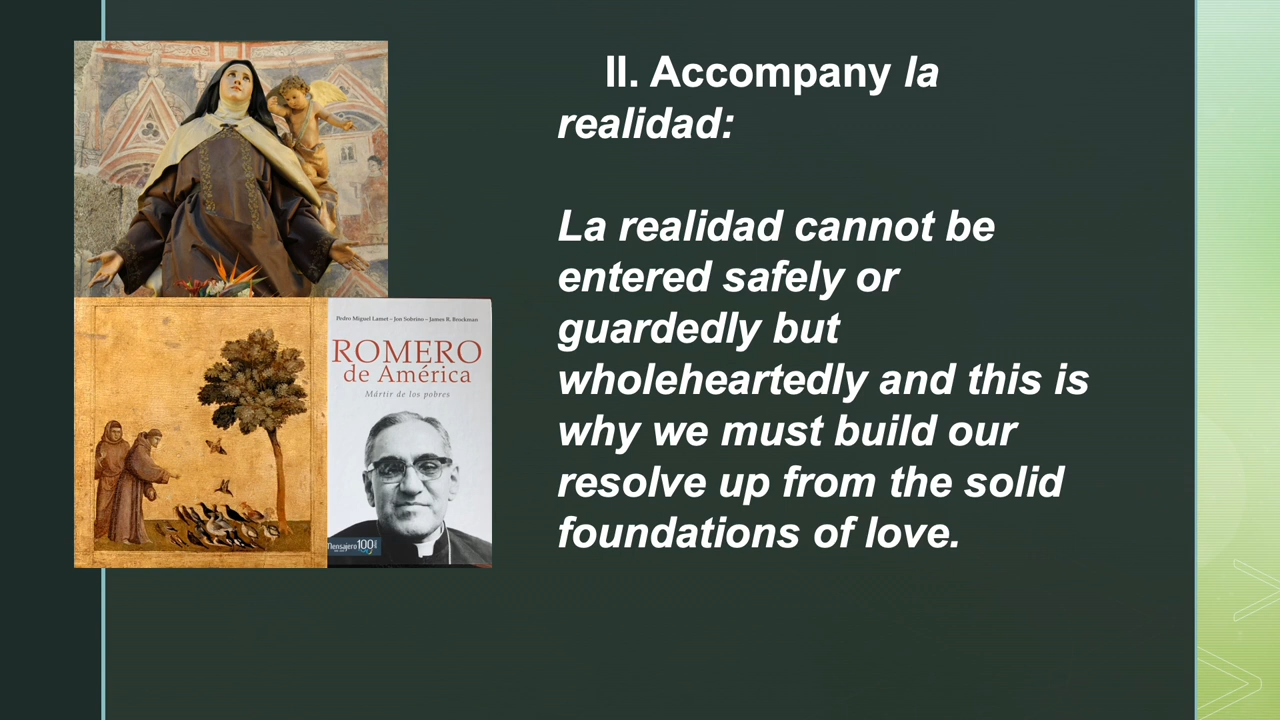 II. Accompany la
realidad:
La realidad cannot be
entered safely or
guardedly but
wholeheartedly and this is
why we must build our
resolve up from the solid
foundations of love.
Pedro Miguel Lamet – Jon Sobrino – James R. Brockman
ROMERO
de América
Mártir de los pobres
Mensajero 100